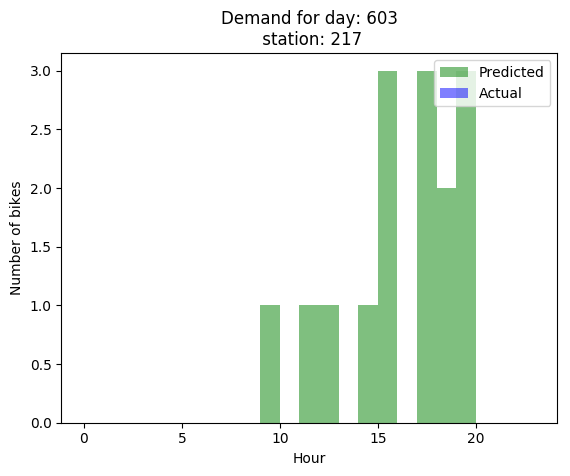 Demand for day: 603
station: 217
Predicted
Actual
Number of bikes
3.0
2.5
2.0
1.5
1.0
0.5
0.0
0
5
10
15
20
Hour